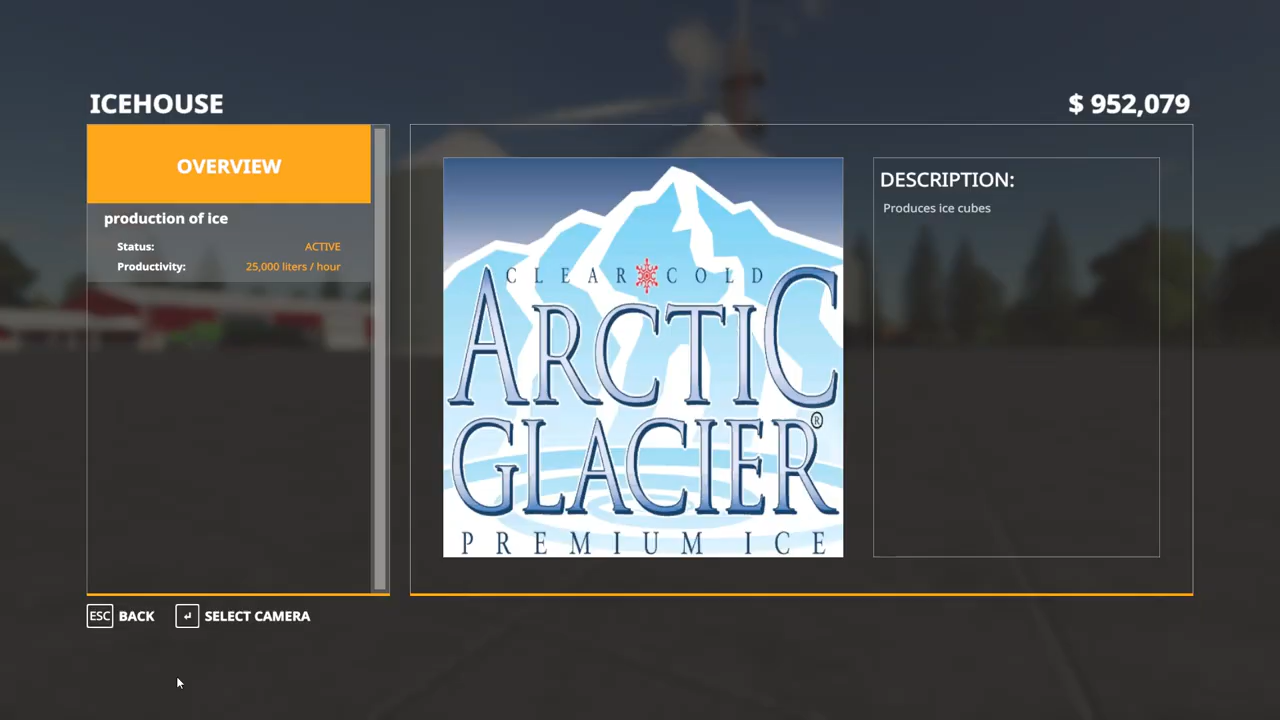 ICEHOUSE
$ 952,079
OVERVIEW
production of ice
Status: ACTIVE
Productivity: 25,000 liters / hour
CLEAR COLD
ARCTIC
GLACIER®
PREMIUM ICE
DESCRIPTION:
Produces ice cubes
ESC BACK ↵ SELECT CAMERA